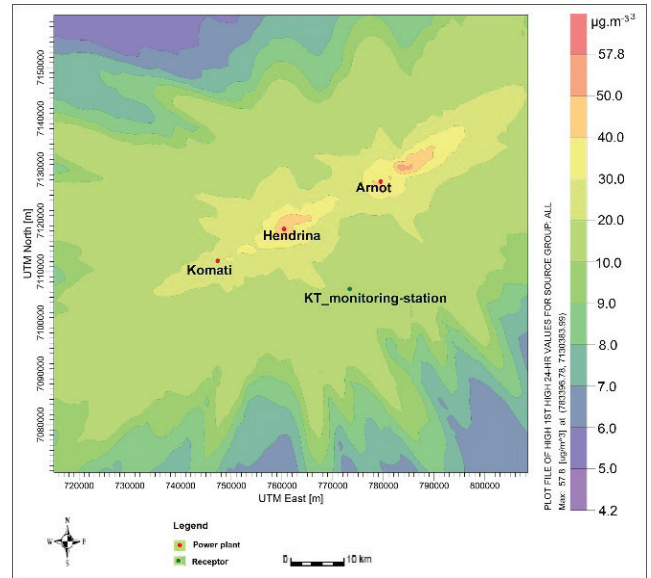 µg.m-³³
57.8
50.0
40.0
30.0
20.0
10.0
9.0
8.0
7.0
6.0
5.0
4.2
PLOT FILE OF HIGH 1ST HIGH 24-HR VALUES FOR SOURCE GROUP: ALL
Max: 57.8 [ug/m^3] at (783396.78, 7130383.99)
UTM North [m]
7150000
7140000
7130000
7120000
7110000
7100000
7090000
7080000
Arnot
Hendrina
Komati
KT_monitoring-station
720000 730000 740000 750000 760000 770000 780000 790000 800000
UTM East [m]
Legend
Power plant
Receptor
N
W
S
0 10 km